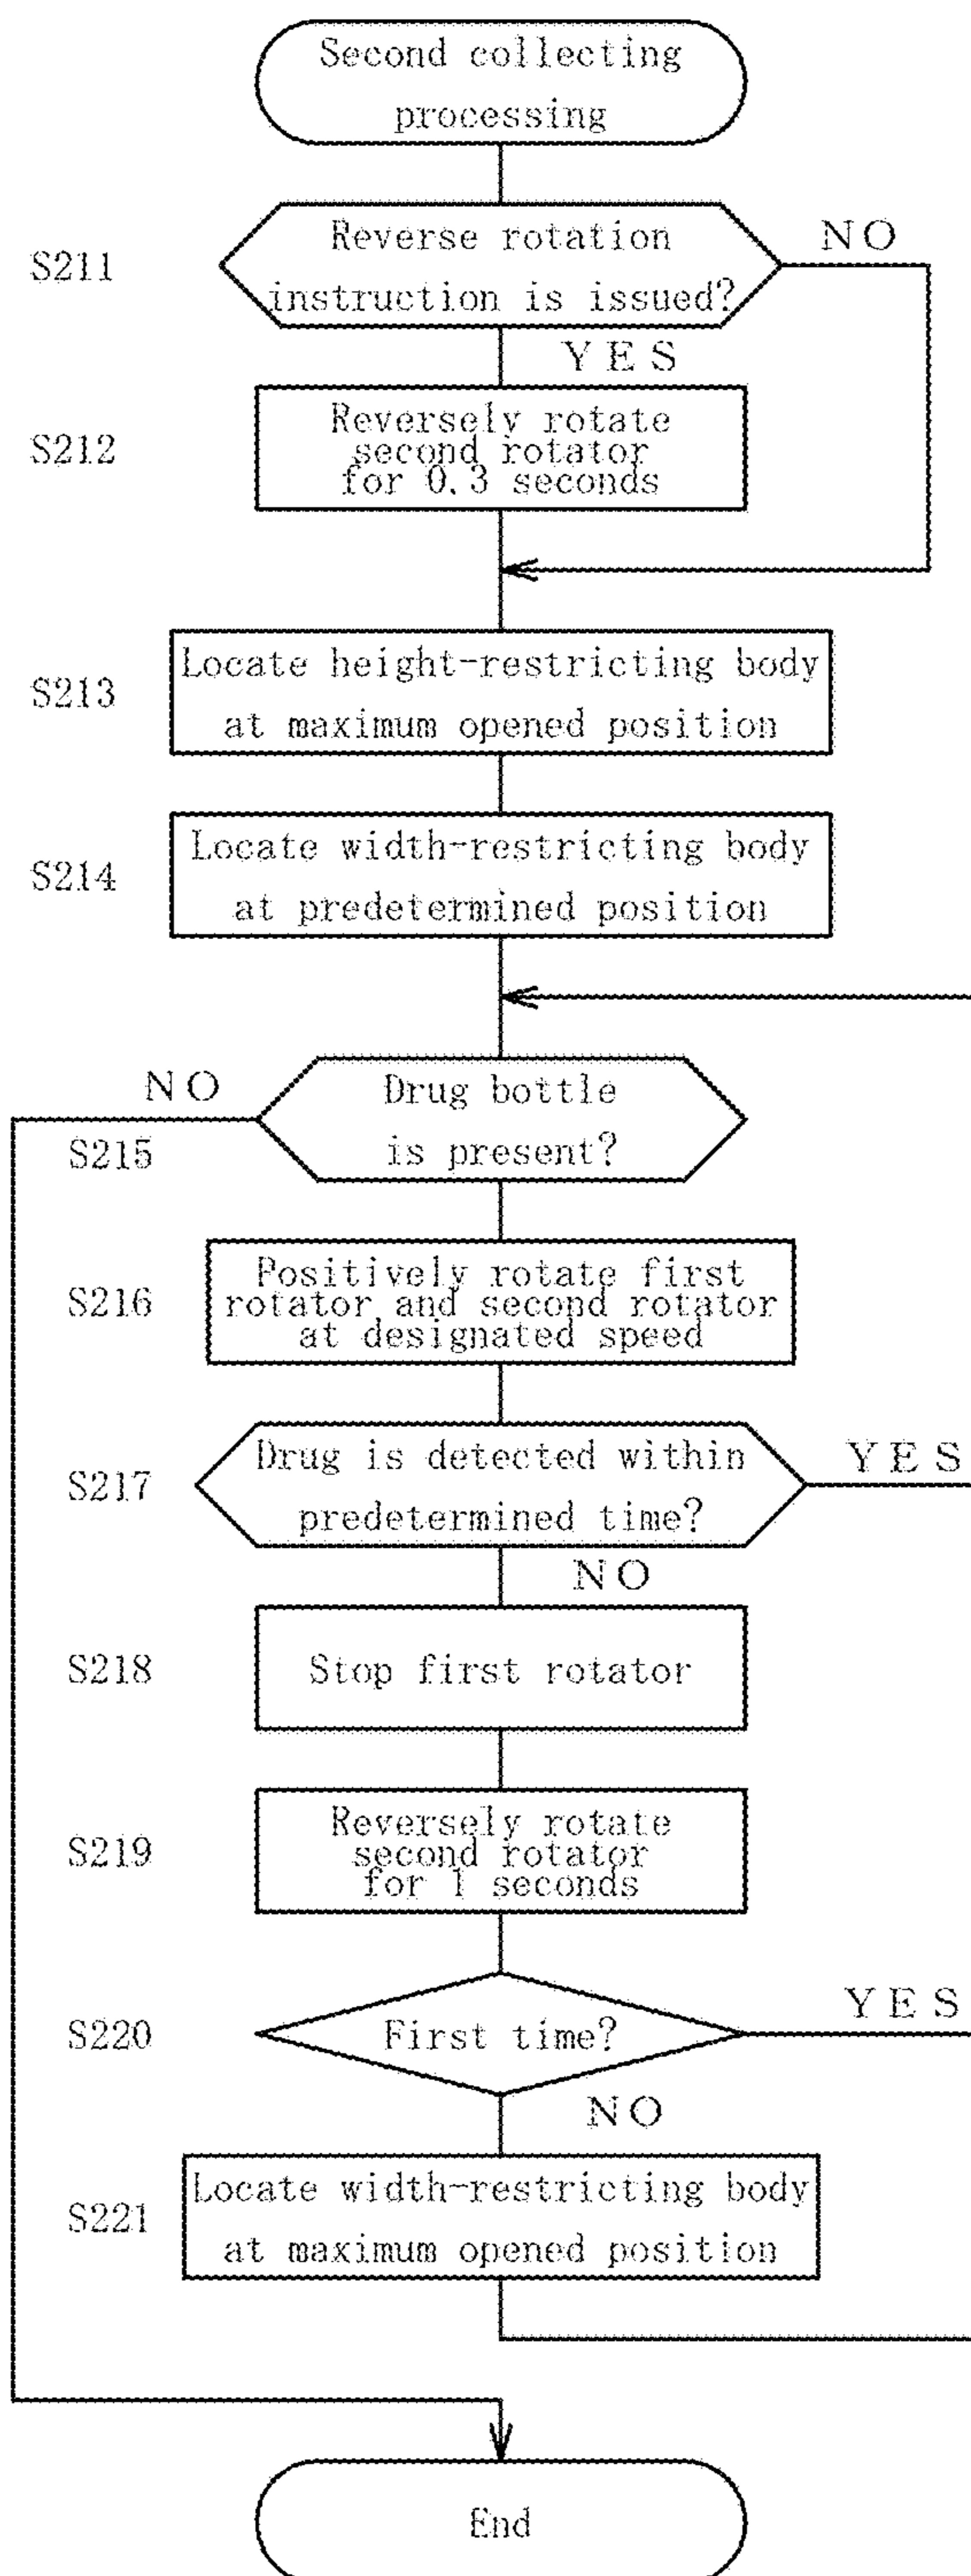 Second collecting
processing
Reverse rotation
NO
S211
instruction is issued?
YES
Reversely rotate
S212
second rotator
for 0.3 seconds
Locate height-restricting body
S213
at maximum opened position
Locate width-restricting body
S214
at predetermined position
NO
Drug bottle
S215
is present?
Positively rotate first
S216
rotator and second rotator
at designated speed
Drug is detected within
YES
S217
predetermined time?
NO
S218
Stop first rotator
Reversely rotate
S219
second rotator
for 1 seconds
YES
S220
First time?
NO
Locate width-restricting body
S221
at maximum opened position
End